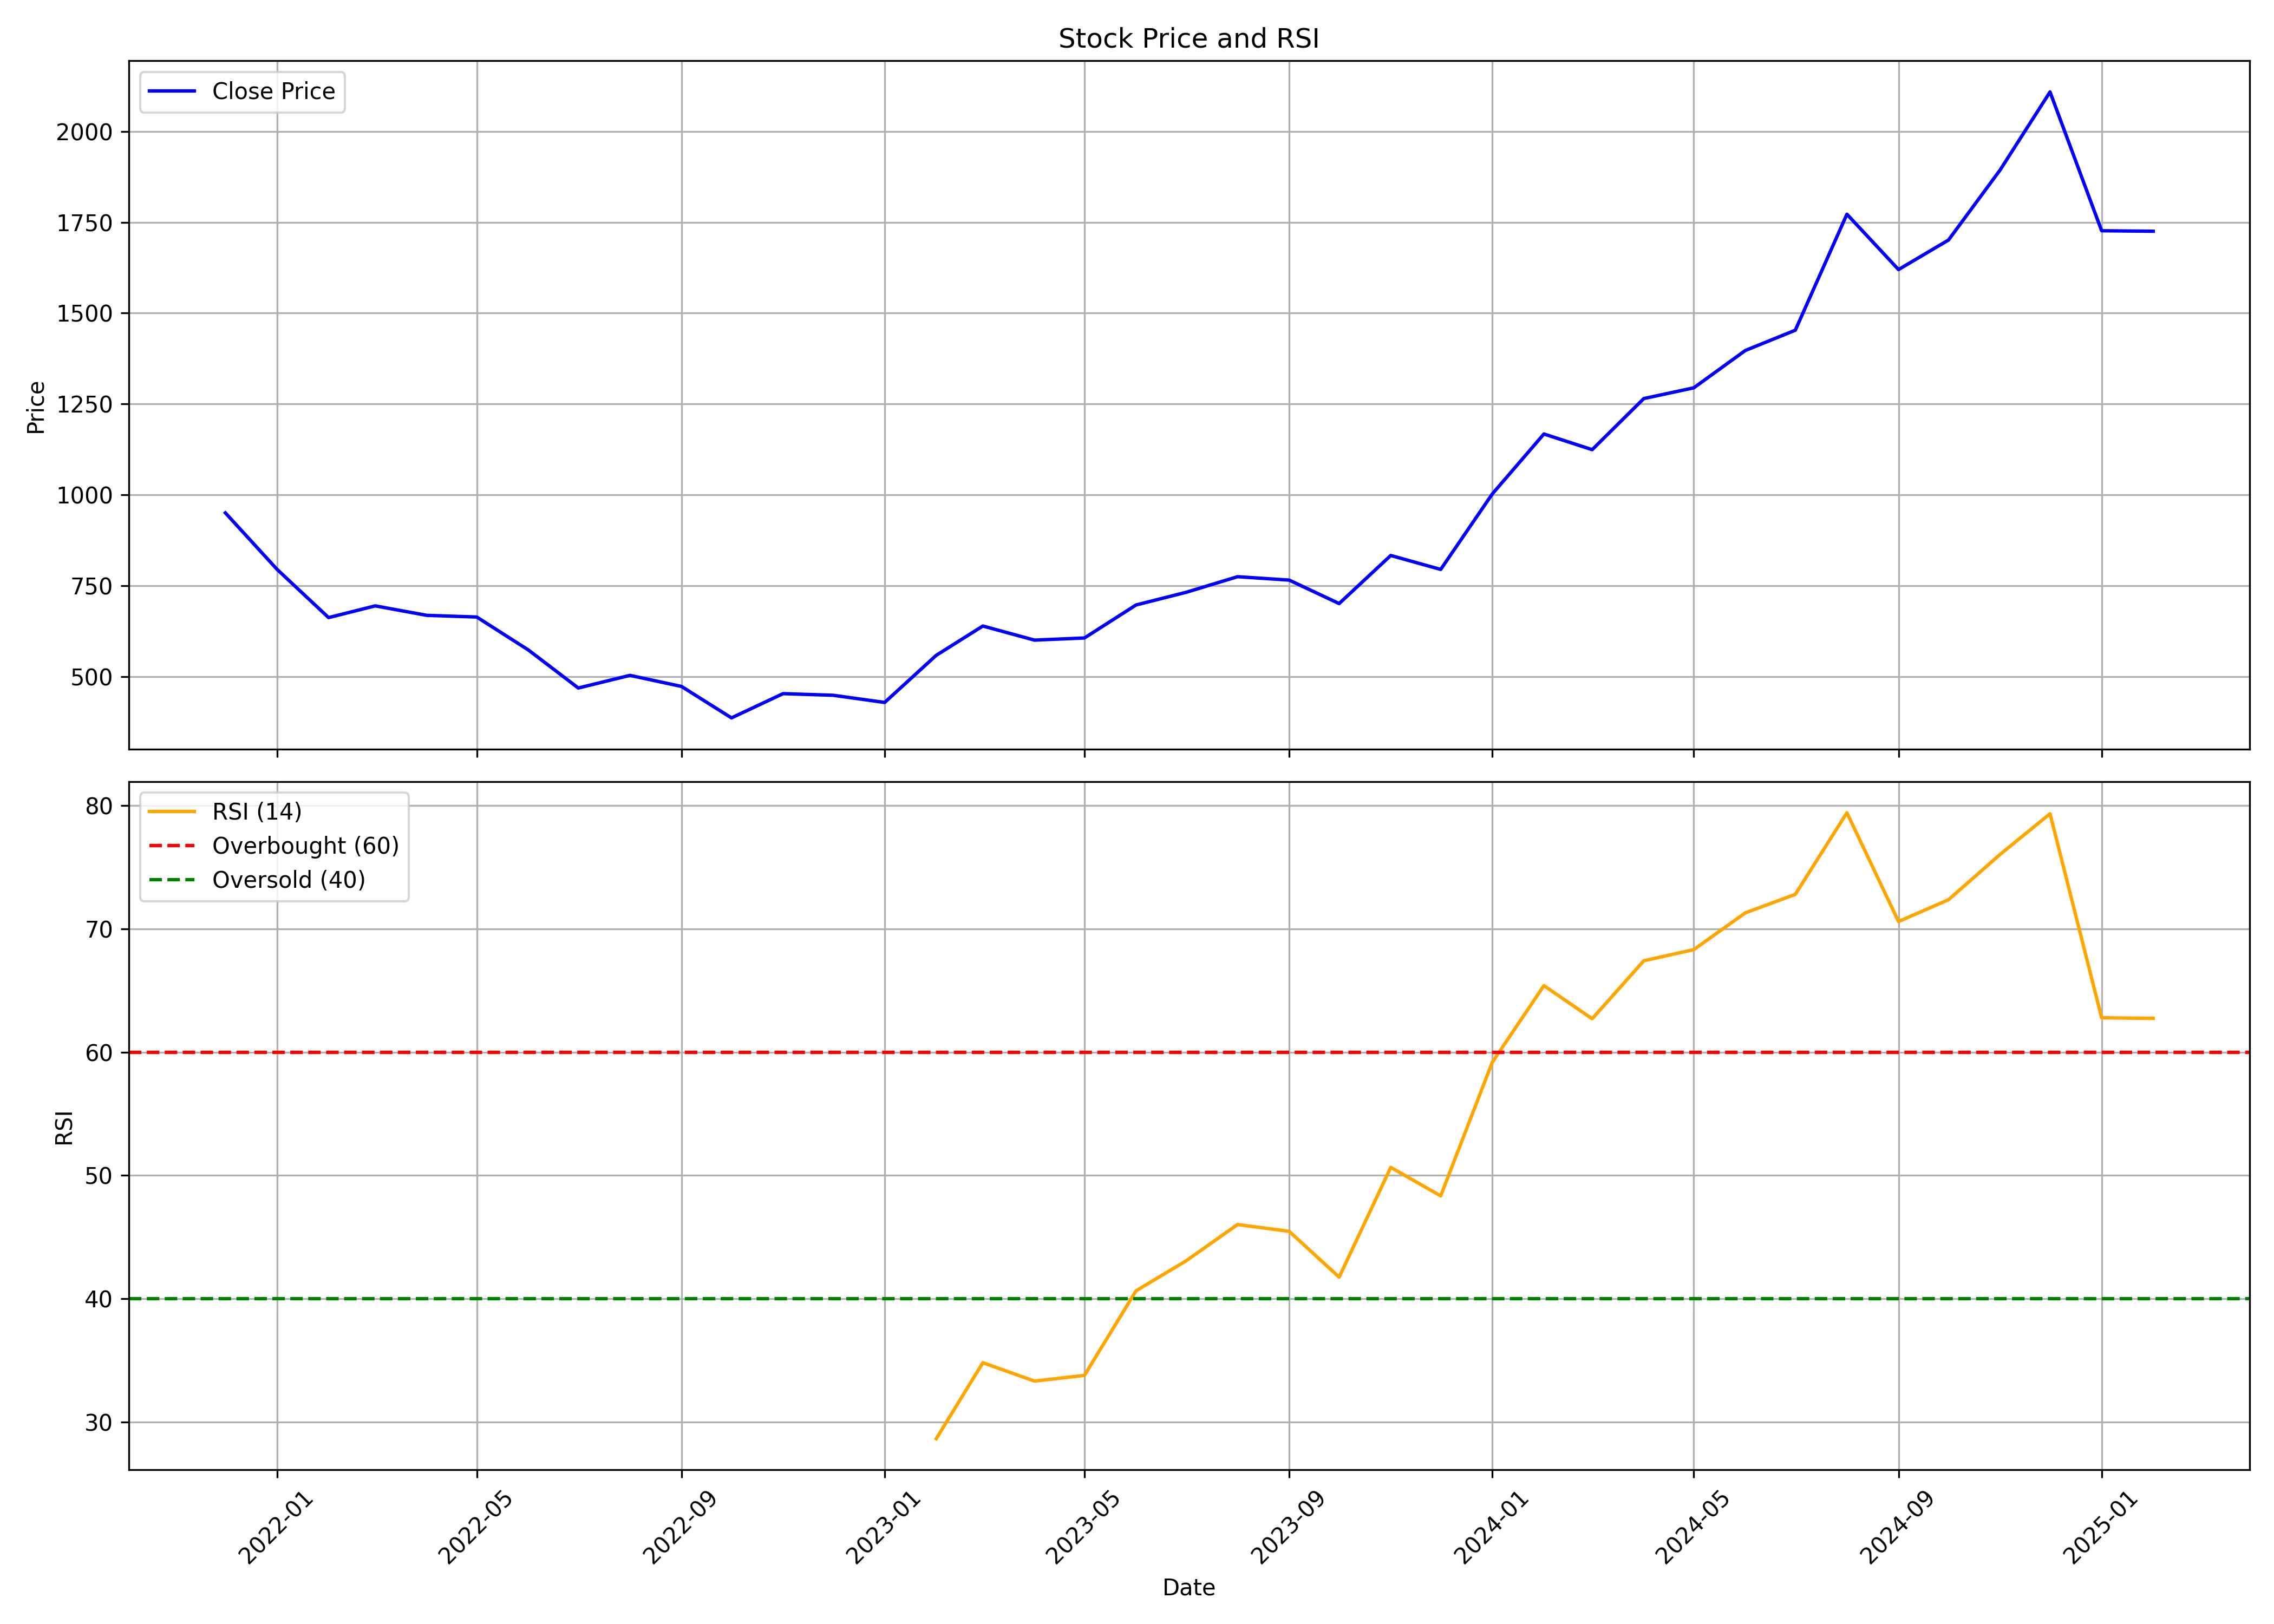 Stock Price and RSI
Close Price
2000
1750
1500
1250
1000
750
500
Price
RSI (14)
Overbought (60)
Oversold (40)
80
70
60
50
40
30
RSI
2022-01
2022-05
2022-09
2023-01
2023-05
2023-09
2024-01
2024-05
2024-09
2025-01
Date